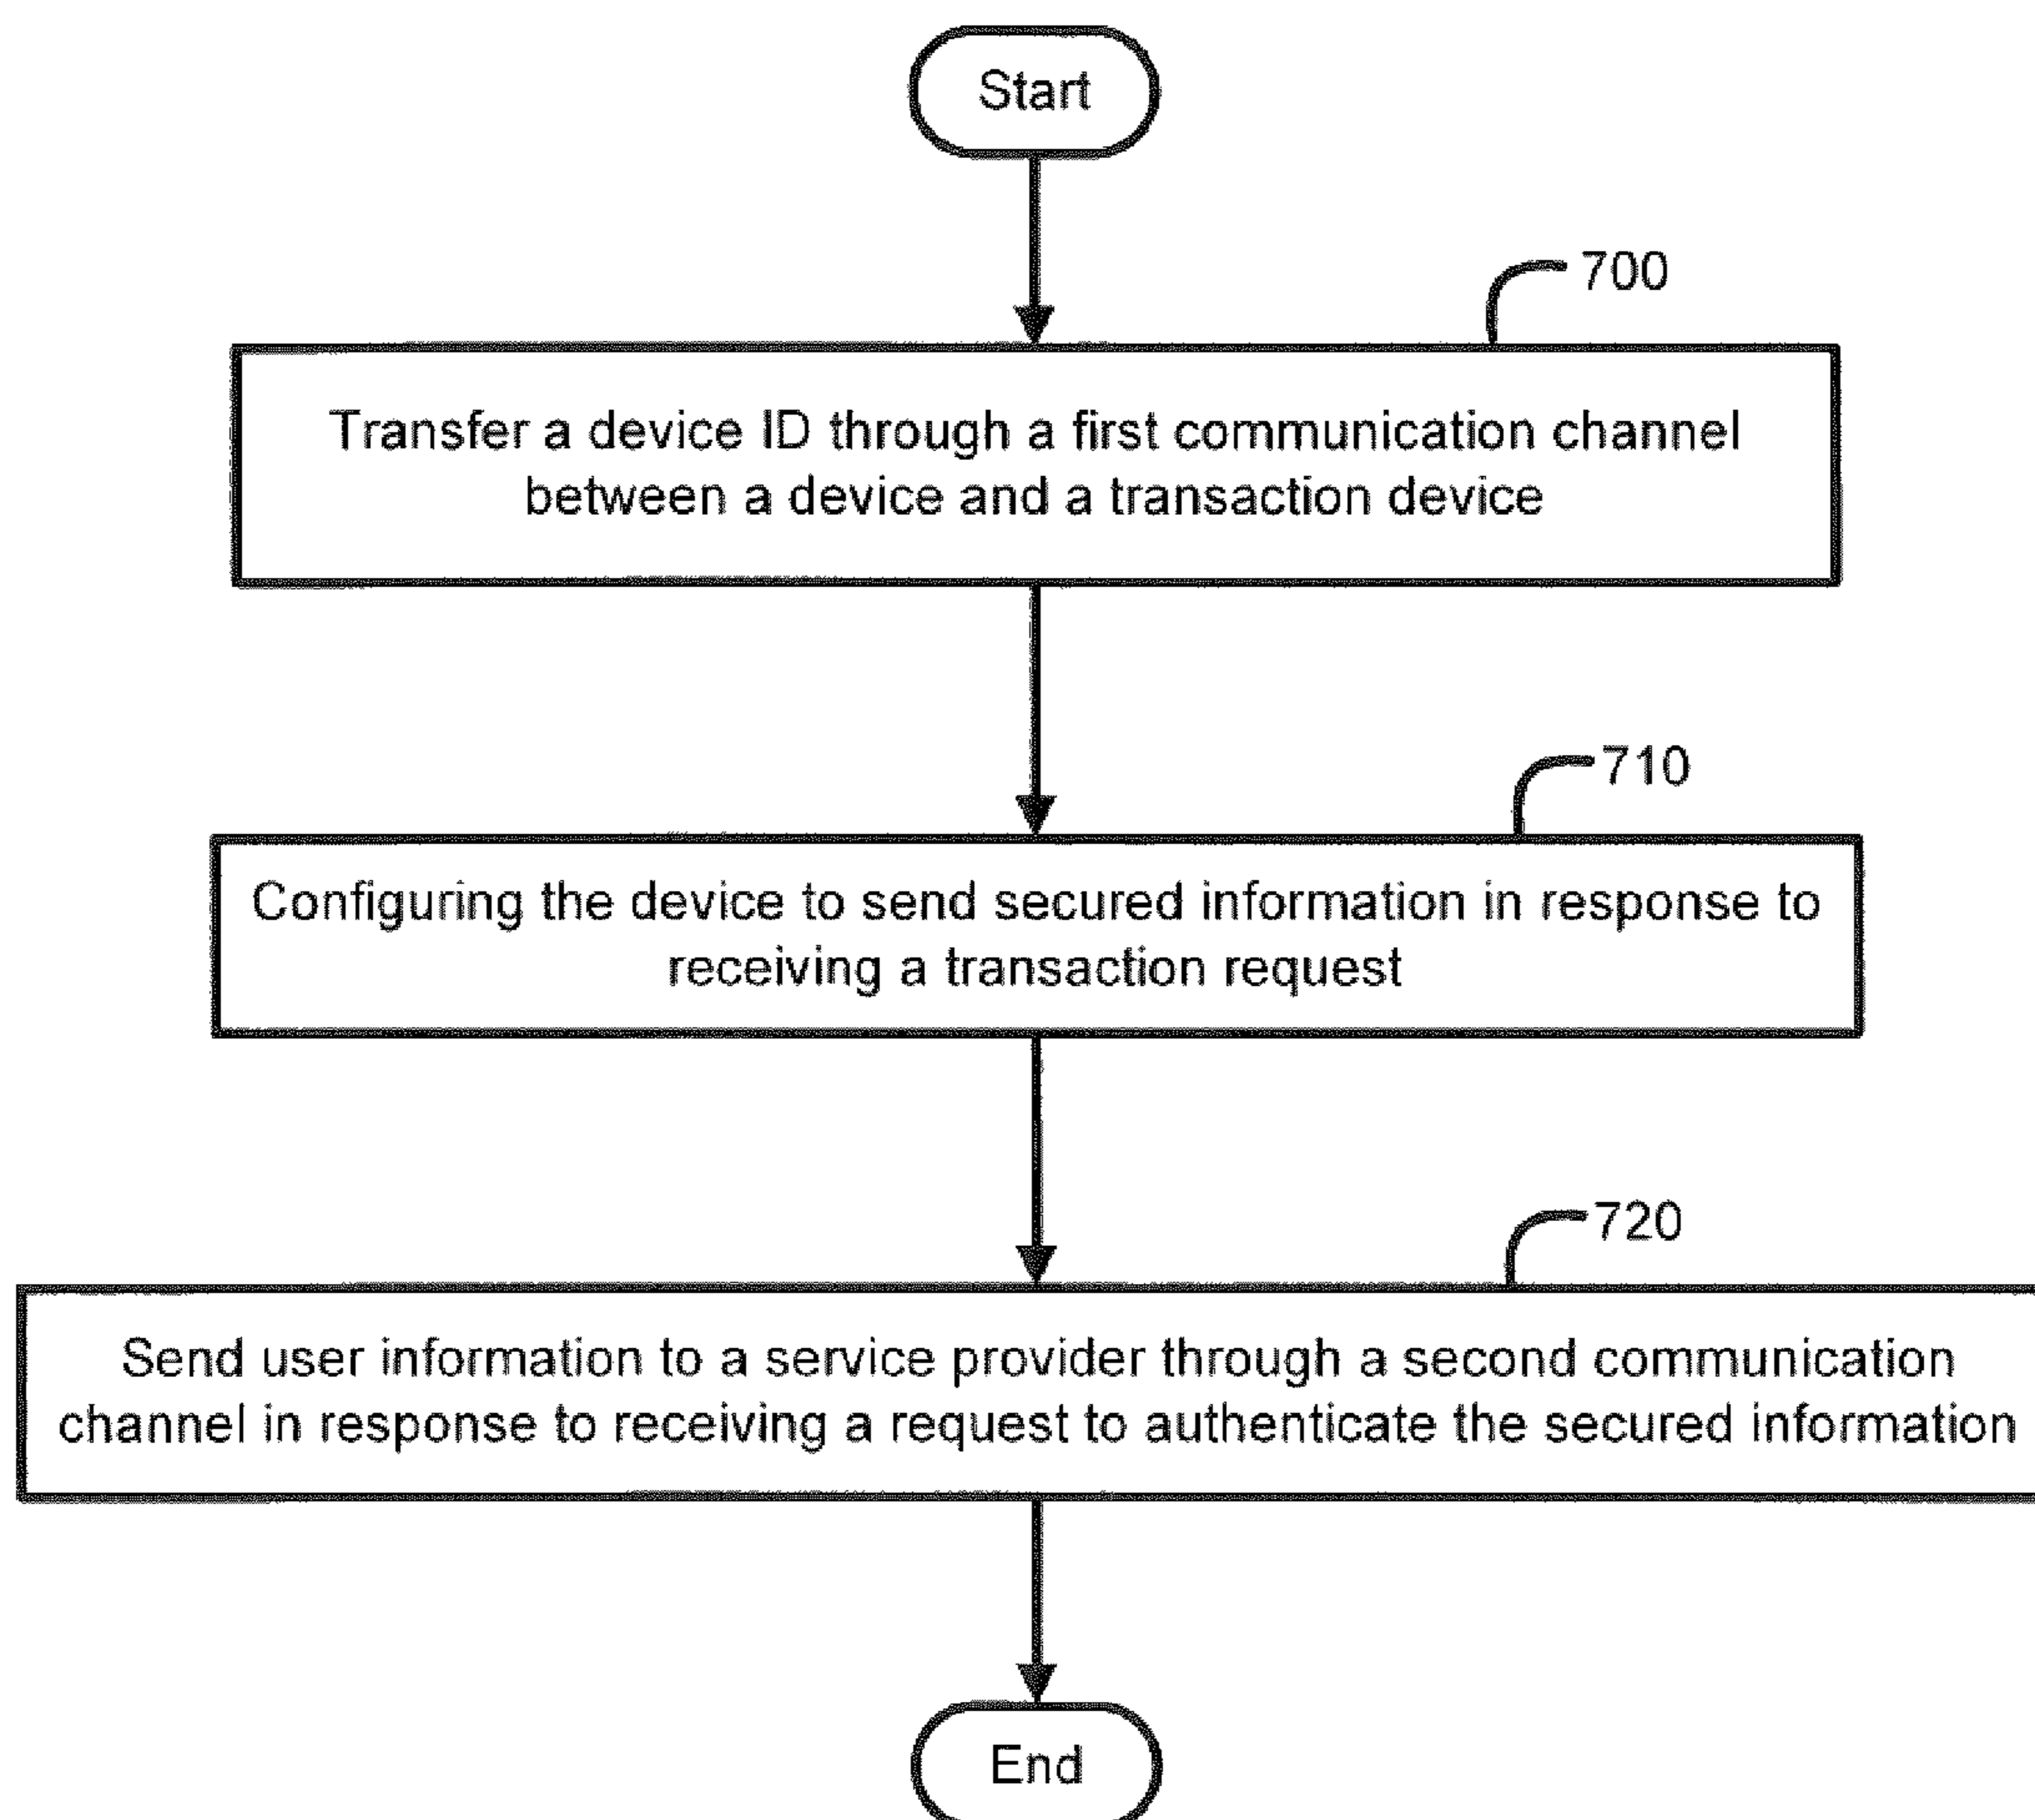 Start
700
Transfer a device ID through a first communication channel
between a device and a transaction device
710
Configuring the device to send secured information in response to
receiving a transaction request
720
Send user information to a service provider through a second communication
channel in response to receiving a request to authenticate the secured information
End